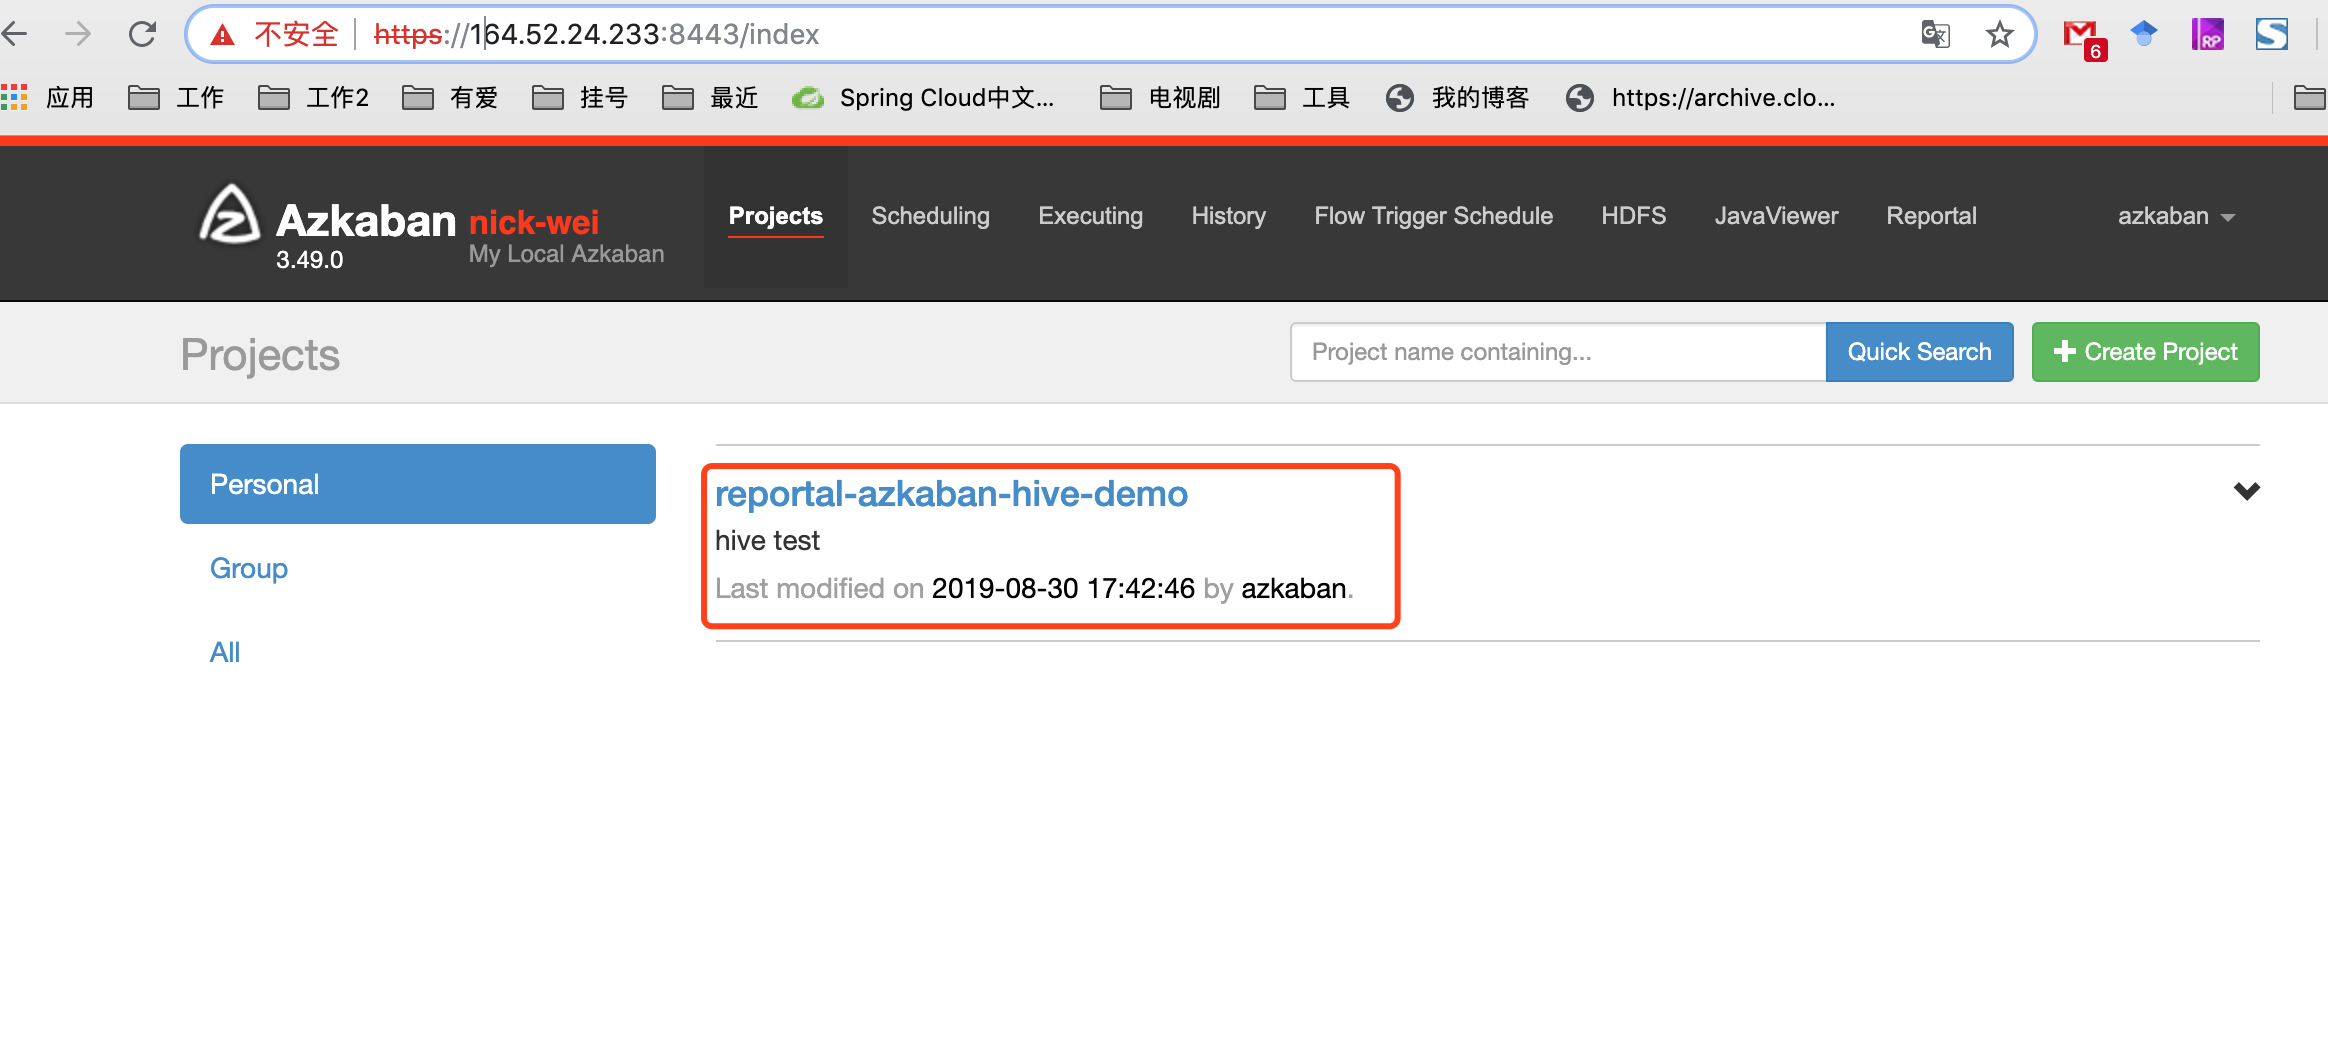 不安全 | https://164.52.24.233:8443/index
6
RP
应用 工作 工作2 有爱 挂号 最近 Spring Cloud中文... 电视剧 工具 我的博客 https://archive.clo...
Azkaban nick-wei
3.49.0 My Local Azkaban
Projects Scheduling Executing History Flow Trigger Schedule HDFS JavaViewer Reportal azkaban
Projects
Project name containing... Quick Search Create Project
Personal
Group
All
reportal-azkaban-hive-demo
hive test
Last modified on 2019-08-30 17:42:46 by azkaban.